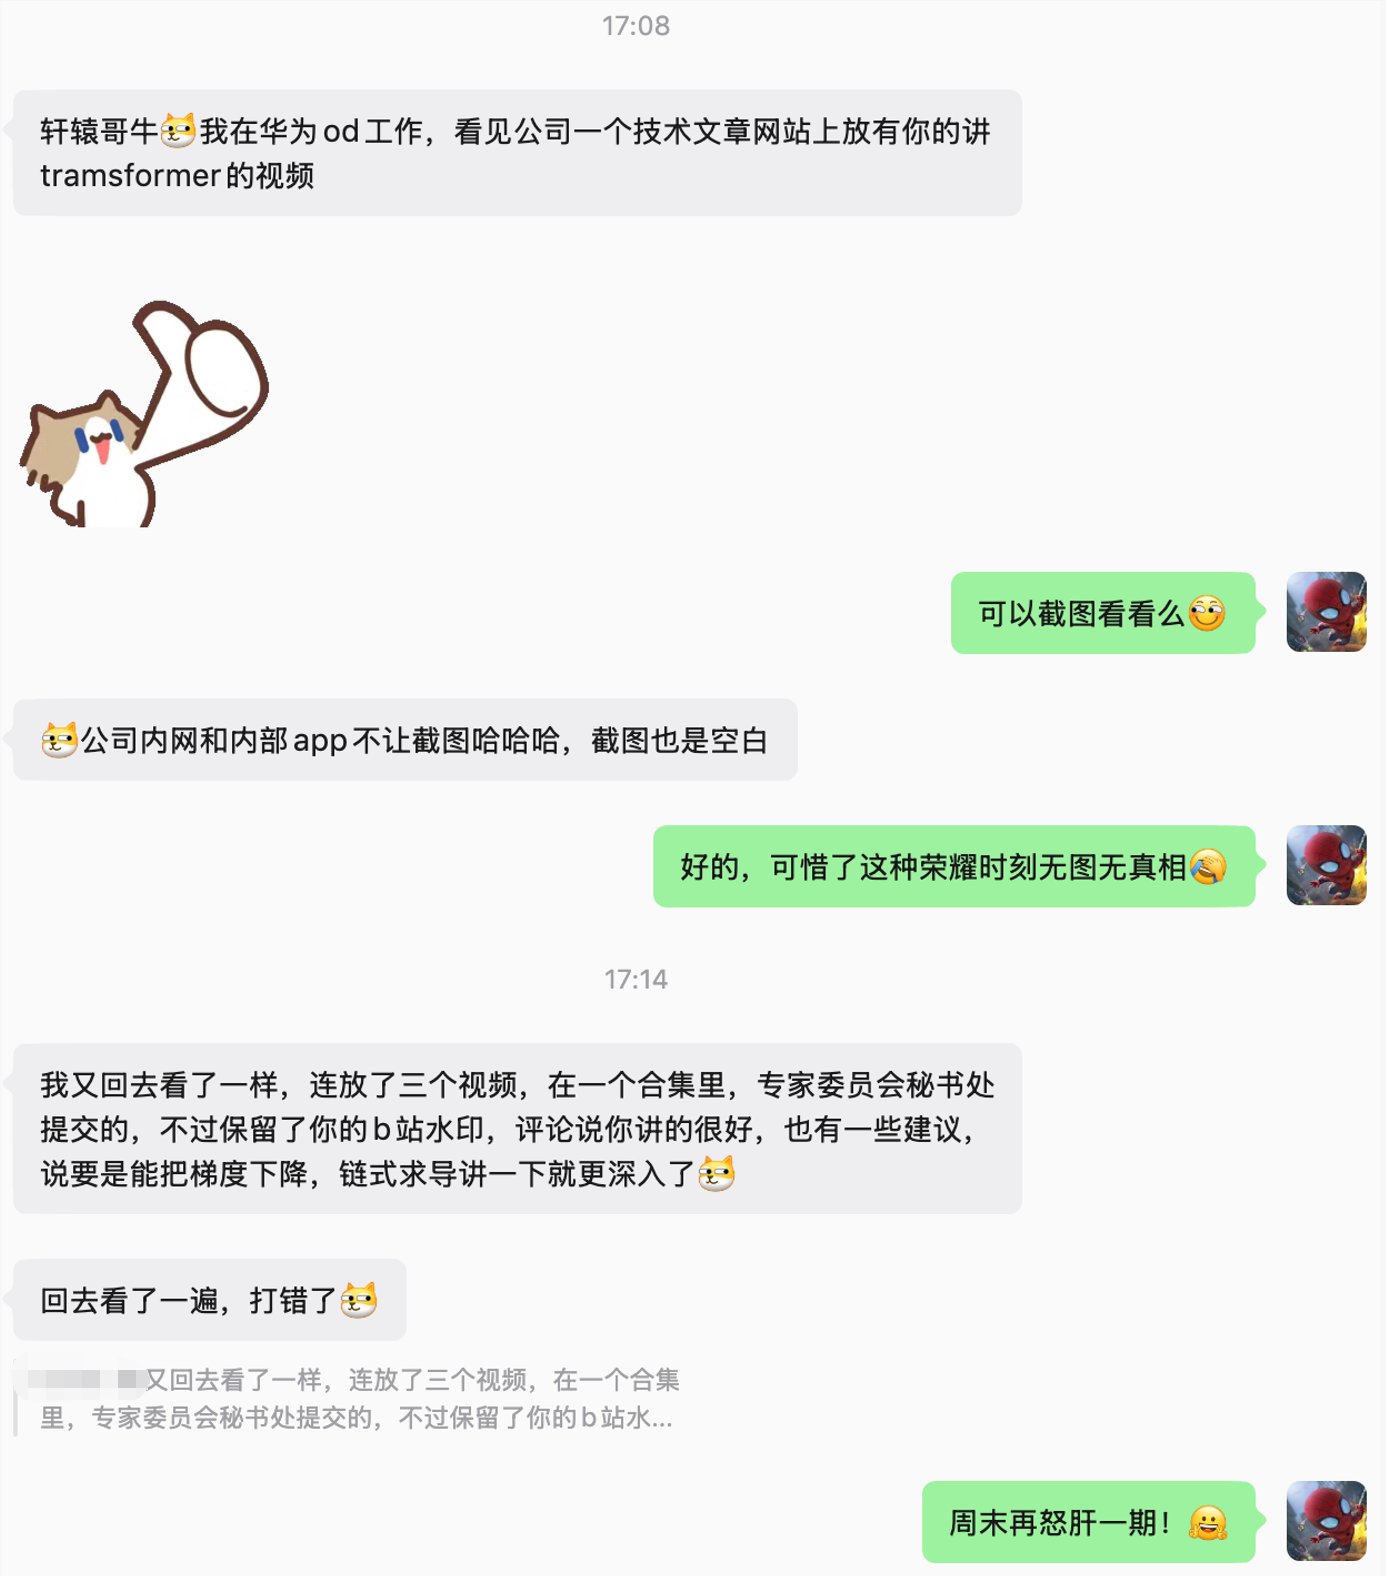 17:08
轩辕哥牛我在华为od工作，看见公司一个技术文章网站上放有你的讲
tramsformer的视频
可以截图看看么
公司内网和内部app不让截图哈哈哈，截图也是空白
好的，可惜了这种荣耀时刻无图无真相
17:14
我又回去看了一样，连放了三个视频，在一个合集里，专家委员会秘书处
提交的，不过保留了你的b站水印，评论说你讲的很好，也有一些建议，
说要是能把梯度下降，链式求导讲一下就更深入了
回去看了一遍，打错了
又回去看了一样，连放了三个视频，在一个合集
里，专家委员会秘书处提交的，不过保留了你的b站水...
周末再怒肝一期！